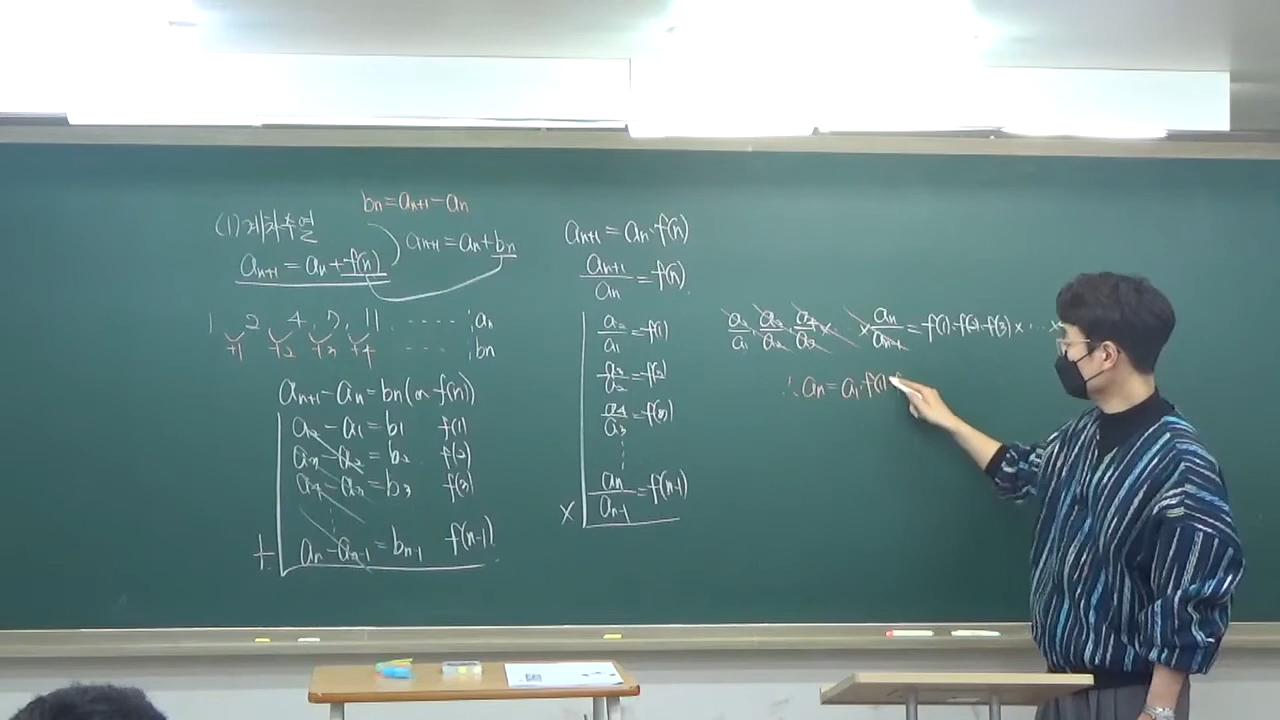 (1) 계차수열
bₙ=aₙ₊₁-aₙ
aₙ₊₁=aₙ+f(n)
aₙ₊₁=aₙ+bₙ
1 2 4 7 11 ······ ;aₙ
+1 +2 +3 +4 ···· ;bₙ
aₙ₊₁-aₙ=bₙ(or f(n))
a₂-a₁=b₁ f(1)
a₃-a₂=b₂ f(2)
a₄-a₃=b₃ f(3)
⋮
+ aₙ-aₙ₋₁=bₙ₋₁ f(n-1)
aₙ₊₁=aₙ·f(n)
aₙ₊₁/aₙ=f(n)
a₂/a₁=f(1)
a₃/a₂=f(2)
a₄/a₃=f(3)
⋮
× aₙ/aₙ₋₁=f(n-1)
a₂/a₁·a₃/a₂·a₄/a₃×··×aₙ/aₙ₋₁=f(1)·f(2)·f(3)×···×
∴aₙ=a₁·f(1)